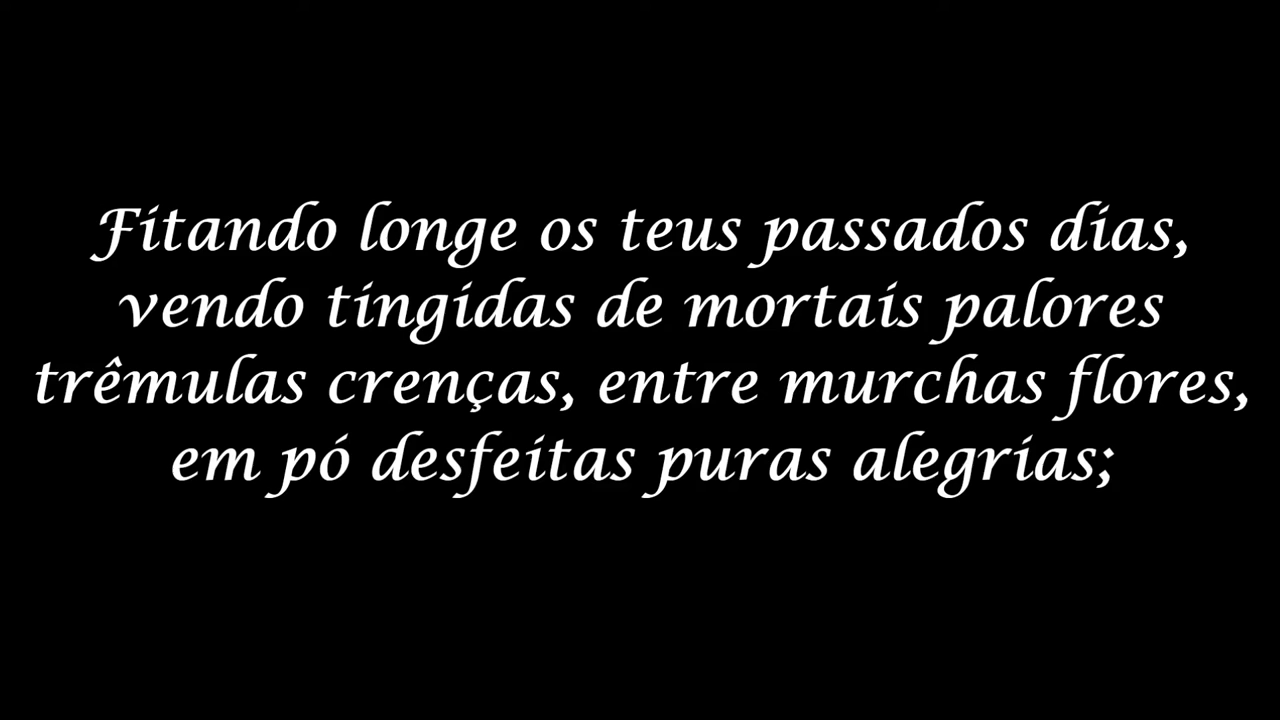 Fitando longe os teus passados dias,
vendo tingidas de mortais palores
trêmulas crenças, entre murchas flores,
em pó desfeitas puras alegrias;